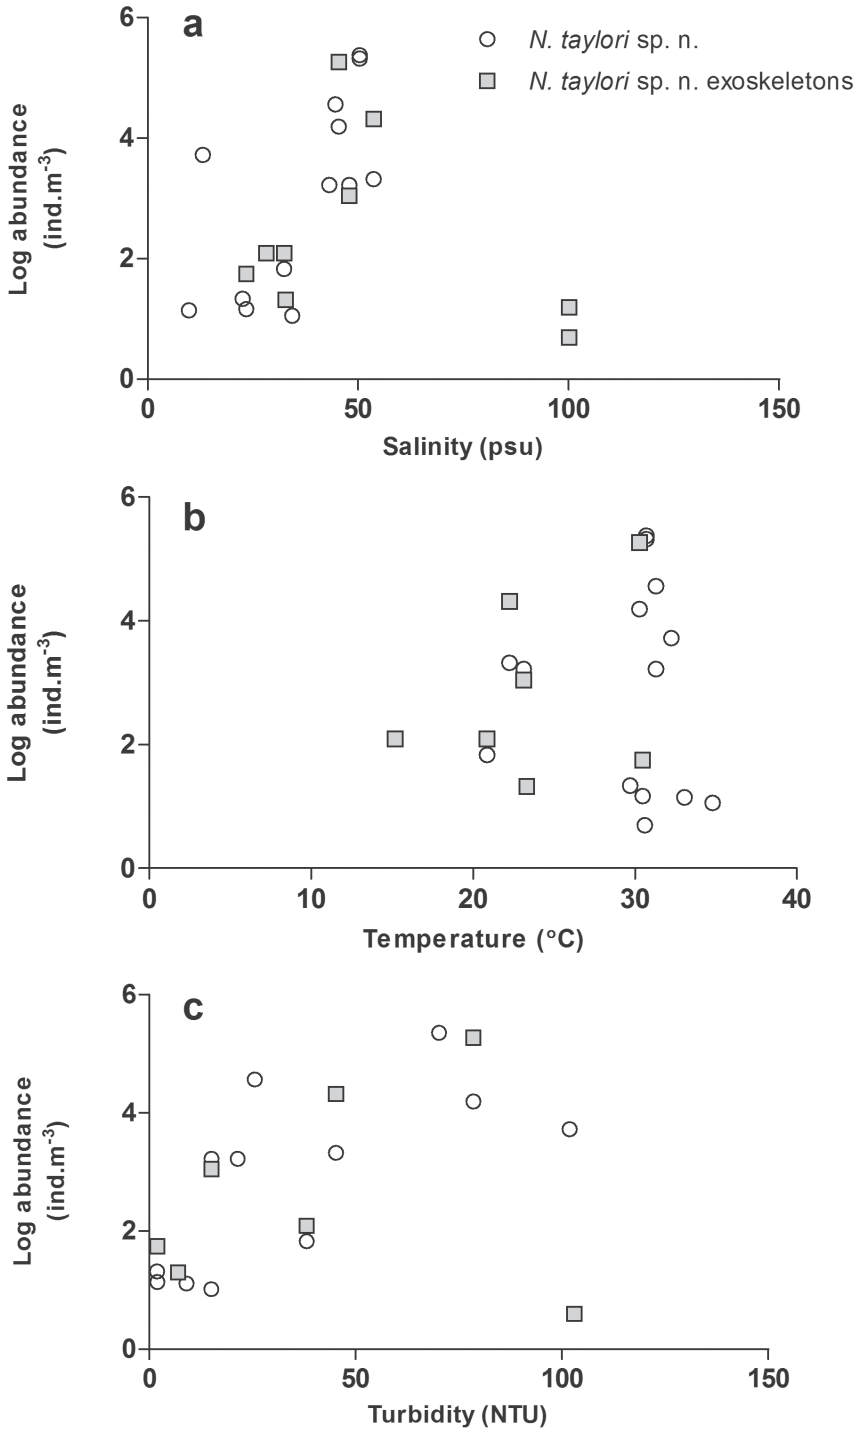 a
N. taylori sp. n.
N. taylori sp. n. exoskeletons
6
4
2
0
Log abundance
(ind.m-3)
0 50 100 150
Salinity (psu)
b
6
4
2
0
Log abundance
(ind.m-3)
0 10 20 30 40
Temperature (°C)
c
6
4
2
0
Log abundance
(ind.m-3)
0 50 100 150
Turbidity (NTU)